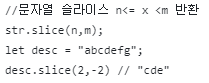 //문자열 슬라이스 n<= x <m 반환
str.slice(n,m);
let desc = "abcdefg";
desc.slice(2,-2) // "cde"